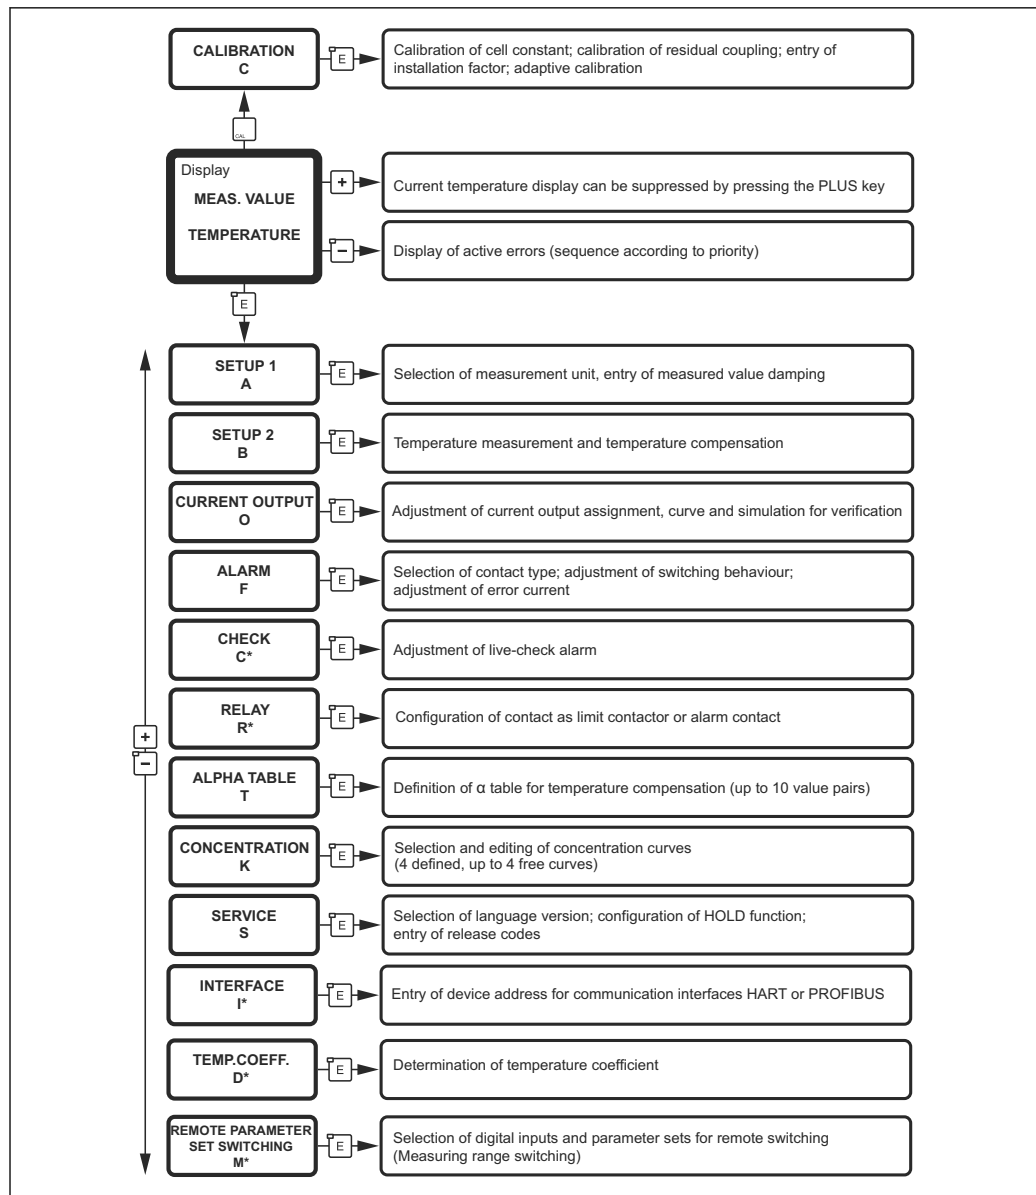 CALIBRATION
C
E
Calibration of cell constant; calibration of residual coupling; entry of
installation factor; adaptive calibration
CAL
Display
MEAS. VALUE
TEMPERATURE
+
Current temperature display can be suppressed by pressing the PLUS key
−
Display of active errors (sequence according to priority)
E
SETUP 1
A
E
Selection of measurement unit, entry of measured value damping
SETUP 2
B
E
Temperature measurement and temperature compensation
CURRENT OUTPUT
O
E
Adjustment of current output assignment, curve and simulation for verification
ALARM
F
E
Selection of contact type; adjustment of switching behaviour;
adjustment of error current
CHECK
C*
E
Adjustment of live-check alarm
RELAY
R*
E
Configuration of contact as limit contactor or alarm contact
+
−
ALPHA TABLE
T
E
Definition of α table for temperature compensation (up to 10 value pairs)
CONCENTRATION
K
E
Selection and editing of concentration curves
(4 defined, up to 4 free curves)
SERVICE
S
E
Selection of language version; configuration of HOLD function;
entry of release codes
INTERFACE
I*
E
Entry of device address for communication interfaces HART or PROFIBUS
TEMP.COEFF.
D*
E
Determination of temperature coefficient
REMOTE PARAMETER
SET SWITCHING
M*
E
Selection of digital inputs and parameter sets for remote switching
(Measuring range switching)